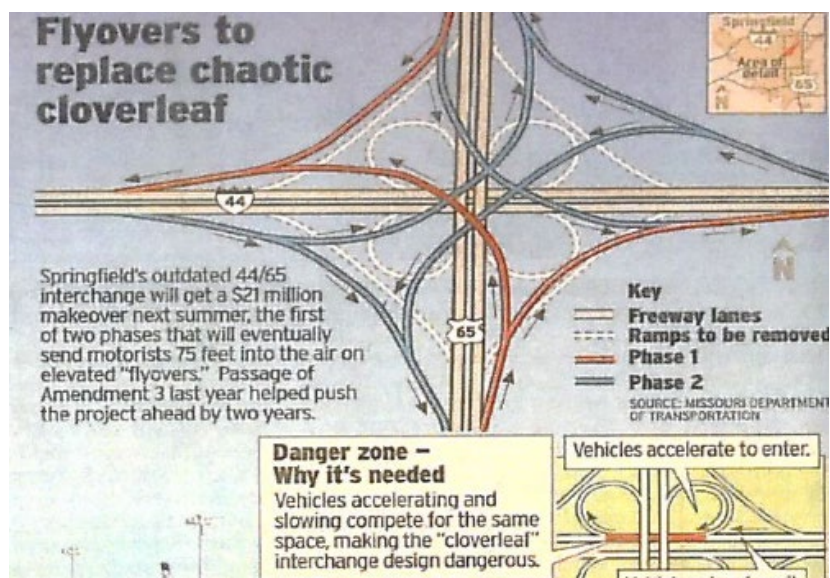 Flyovers to
replace chaotic
cloverleaf
Springfield
44
Area of
detail
65
N
44
65
N
Springfield's outdated 44/65
interchange will get a $21 million
makeover next summer, the first
of two phases that will eventually
send motorists 75 feet into the air on
elevated "flyovers." Passage of
Amendment 3 last year helped push
the project ahead by two years.
Key
Freeway lanes
Ramps to be removed
Phase 1
Phase 2
SOURCE: MISSOURI DEPARTMENT
OF TRANSPORTATION
Danger zone –
Why it's needed
Vehicles accelerating and
slowing compete for the same
space, making the "cloverleaf"
interchange design dangerous.
Vehicles accelerate to enter.